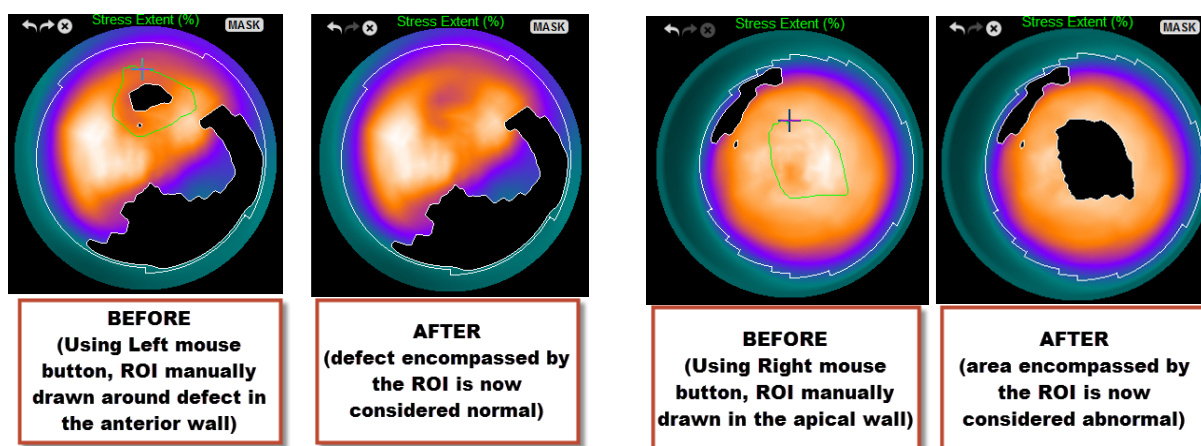 Stress Extent (%)
MASK
Stress Extent (%)
MASK
Stress Extent (%)
MASK
Stress Extent (%)
MASK
BEFORE
(Using Left mouse
button, ROI manually
drawn around defect in
the anterior wall)
AFTER
(defect encompassed by
the ROI is now
considered normal)
BEFORE
(Using Right mouse
button, ROI manually
drawn in the apical wall)
AFTER
(area encompassed by
the ROI is now
considered abnormal)